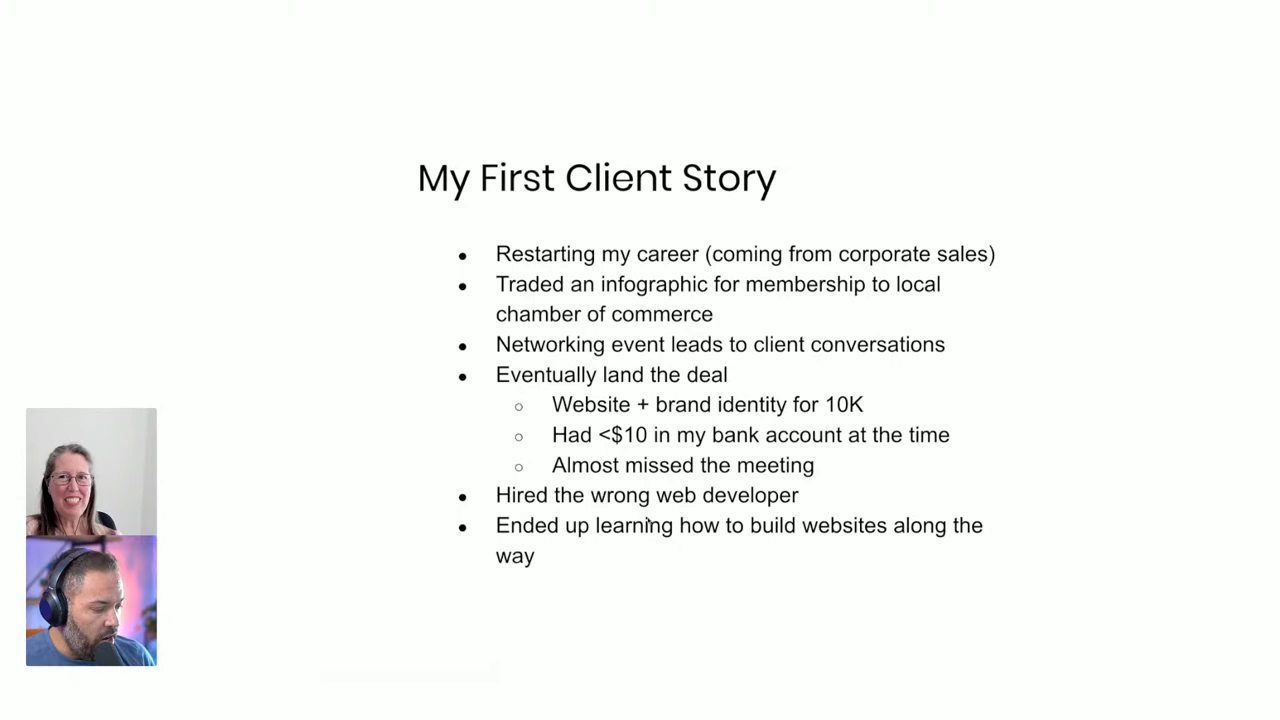 My First Client Story
● Restarting my career (coming from corporate sales)
● Traded an infographic for membership to local
chamber of commerce
● Networking event leads to client conversations
● Eventually land the deal
○ Website + brand identity for 10K
○ Had <$10 in my bank account at the time
○ Almost missed the meeting
● Hired the wrong web developer
● Ended up learning how to build websites along the
way